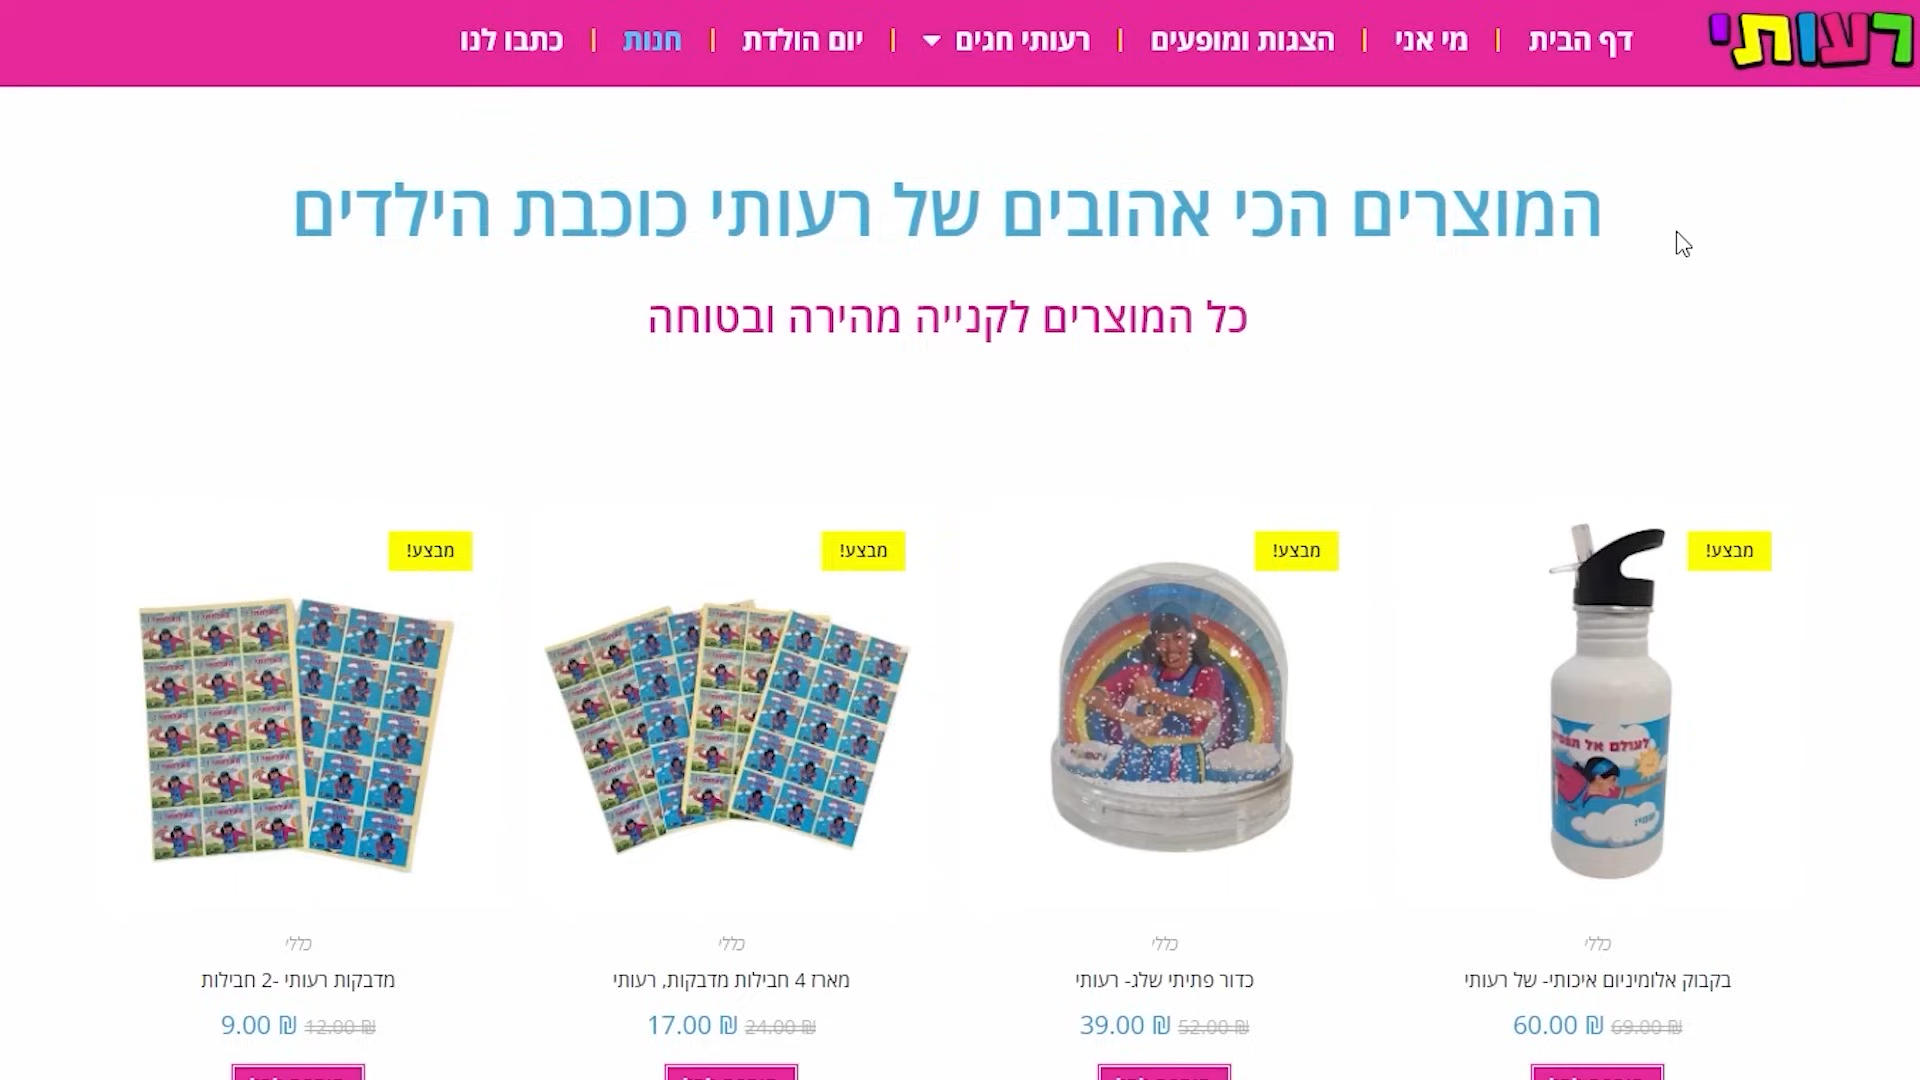 רעותי
דף הבית
מי אני
הצגות ומופעים
רעותי חגים
יום הולדת
חנות
כתבו לנו
המוצרים הכי אהובים של רעותי כוכבת הילדים
כל המוצרים לקנייה מהירה ובטוחה
מבצע!
מבצע!
מבצע!
מבצע!
לעולם אל
כללי
כללי
כללי
כללי
בקבוק אלומיניום איכותי- של רעותי
כדור פתיתי שלג- רעותי
מארז 4 חבילות מדבקות, רעותי
מדבקות רעותי -2 חבילות
69.00 ₪ 60.00 ₪
52.00 ₪ 39.00 ₪
24.00 ₪ 17.00 ₪
12.00 ₪ 9.00 ₪